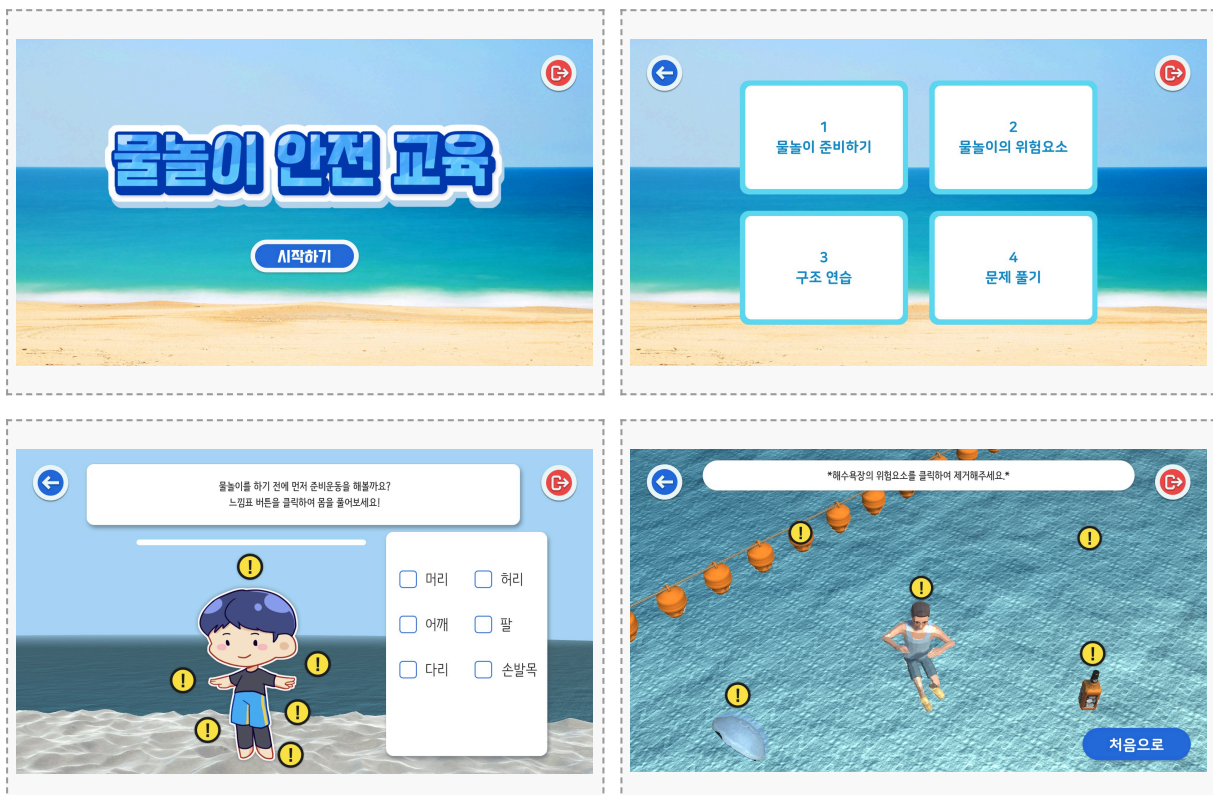 물놀이 안전 교육
시작하기
1
물놀이 준비하기
2
물놀이의 위험요소
3
구조 연습
4
문제 풀기
물놀이를 하기 전에 먼저 준비운동을 해볼까요?
느낌표 버튼을 클릭하여 몸을 풀어보세요!
!
머리
허리
어깨
팔
!
!
다리
손발목
!
!
!
*해수욕장의 위험요소를 클릭하여 제거해주세요.*
!
!
!
!
!
처음으로